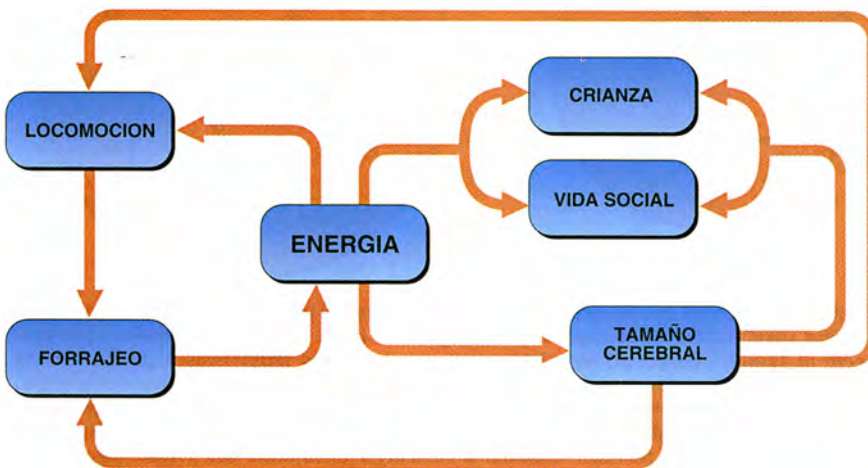 LOCOMOCION
CRIANZA
VIDA SOCIAL
ENERGIA
TAMAÑO
CEREBRAL
FORRAJEO